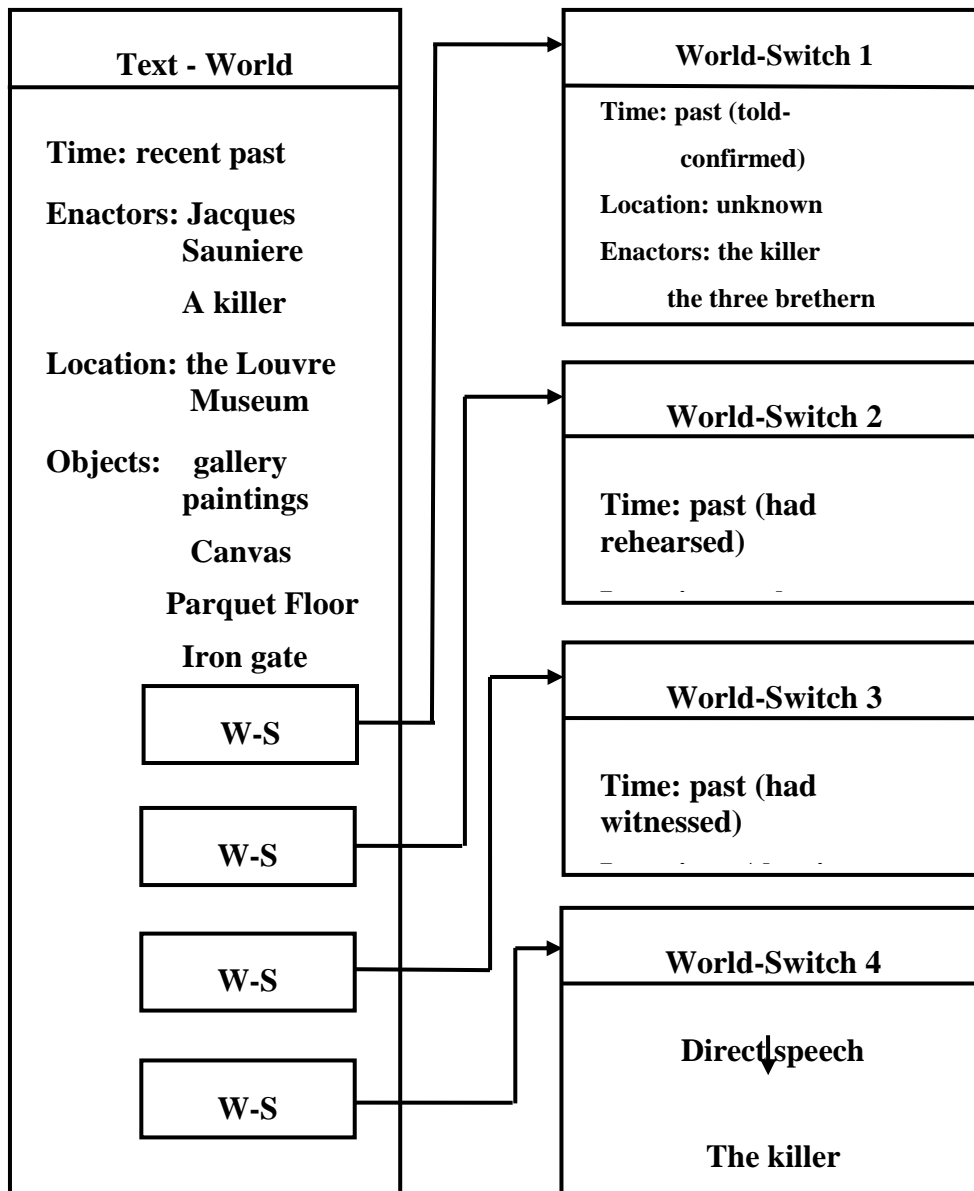 Text - World
Time: recent past
Enactors: Jacques
Sauniere
A killer
Location: the Louvre
Museum
Objects: gallery
paintings
Canvas
Parquet Floor
Iron gate
W-S
W-S
W-S
W-S
World-Switch 1
Time: past (told-
confirmed)
Location: unknown
Enactors: the killer
the three brethern
World-Switch 2
Time: past (had
rehearsed)
World-Switch 3
Time: past (had
witnessed)
World-Switch 4
Direct speech
The killer